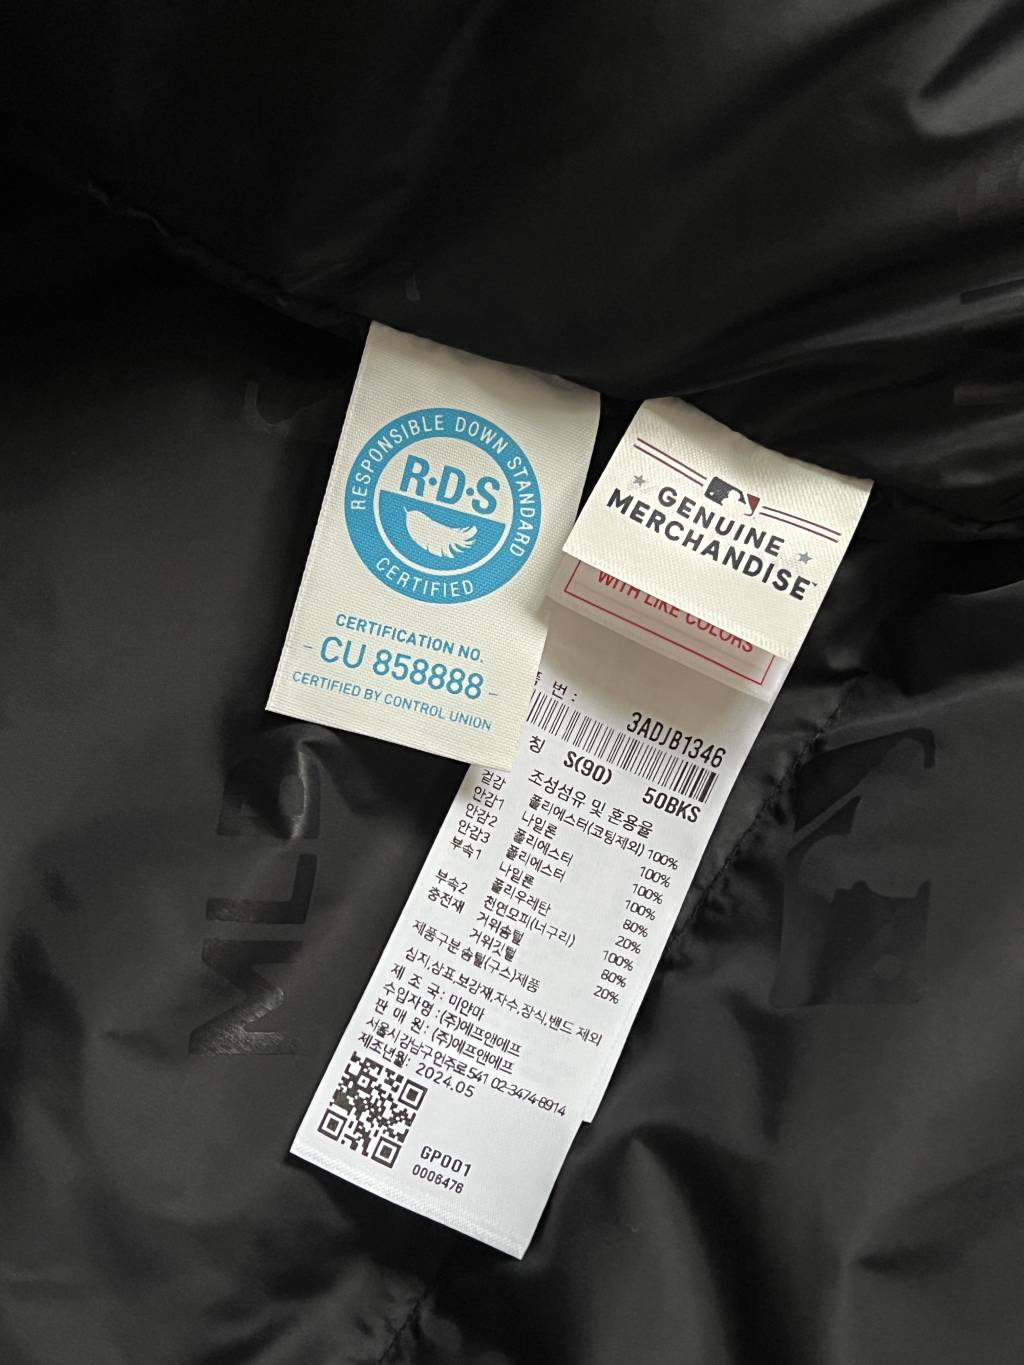 RESPONSIBLE DOWN STANDARD
R·D·S
CERTIFIED
CERTIFICATION NO.
- CU 858888 -
CERTIFIED BY CONTROL UNION
GENUINE
MERCHANDISE™
WITH LIKE COLORS
번 :
3ADJB1346
칭 S(90) 50BKS
조성섬유 및 혼용율
겉감 폴리에스터(코팅제외) 100%
안감1 나일론 100%
안감2 폴리에스터 100%
안감3 폴리에스터 100%
부속1 나일론 80%
폴리우레탄 20%
부속2 천연모피(너구리) 100%
충전재 거위솜털 80%
거위깃털 20%
제품구분 솜털(구스)제품
심지,상표,보강재,자수,장식,밴드 제외
제 조 국 : 미얀마
수입자명 : (주)에프앤에프
판 매 원 : (주)에프앤에프
서울시강남구언주로541 02-3474-8914
제조년월: 2024.05
GP001
0006476
MLB